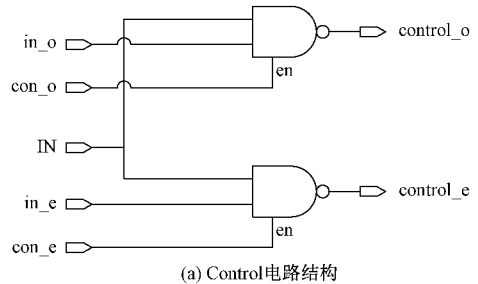 in_o
control_o
con_o
en
IN
in_e
control_e
con_e
en
(a) Control电路结构